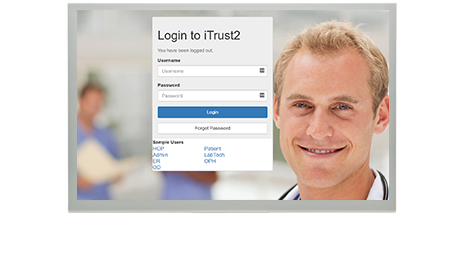 Login to iTrust2
You have been logged out.
Username
Username
Password
Password
Login
Forgot Password
Sample Users
HCP Patient
Admin LabTech
ER OPH
OD